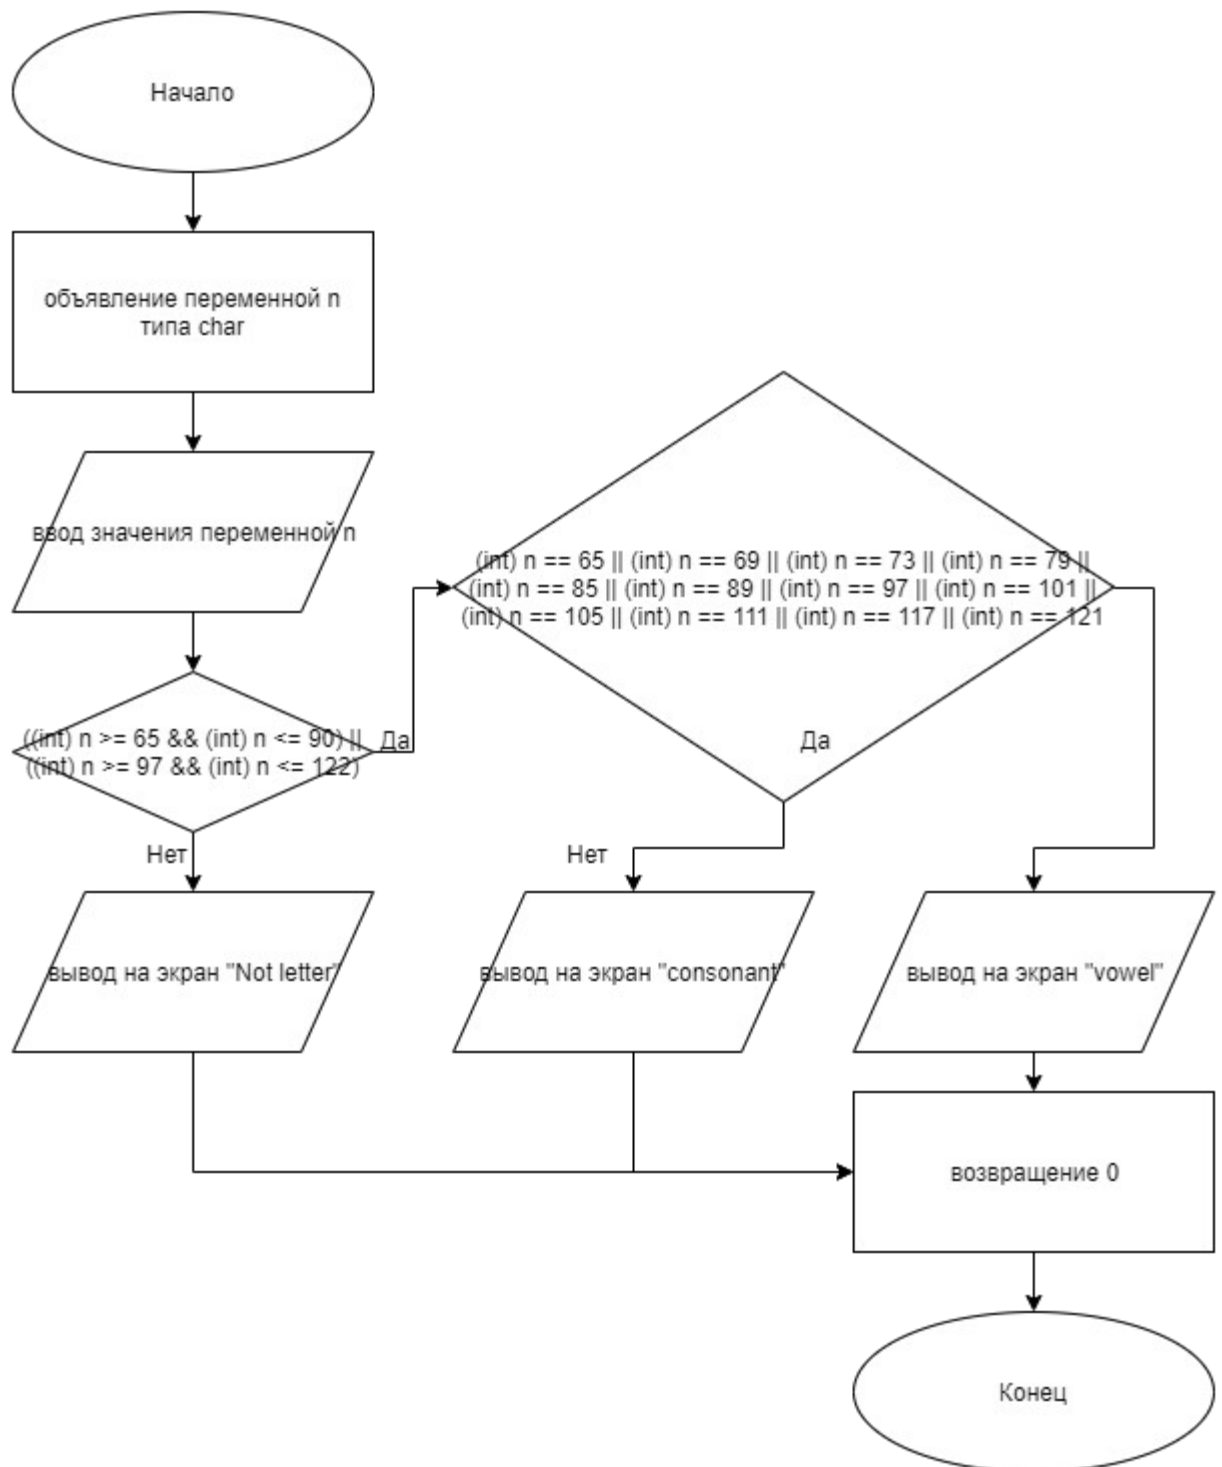 Начало
объявление переменной n
типа char
ввод значения переменной n
((int) n >= 65 && (int) n <= 90) ||
((int) n >= 97 && (int) n <= 122)
Да
Нет
(int) n == 65 || (int) n == 69 || (int) n == 73 || (int) n == 79 ||
(int) n == 85 || (int) n == 89 || (int) n == 97 || (int) n == 101 ||
(int) n == 105 || (int) n == 111 || (int) n == 117 || (int) n == 121
Да
Нет
вывод на экран "Not letter"
вывод на экран "consonant"
вывод на экран "vowel"
возвращение 0
Конец